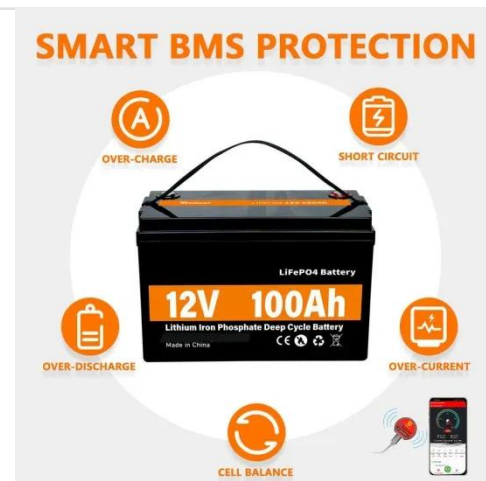 SMART BMS PROTECTION
OVER-CHARGE
SHORT CIRCUIT
LiFePO4 Battery
12V 100Ah
Lithium Iron Phosphate Deep Cycle Battery
Made in China
CE
OVER-DISCHARGE
OVER-CURRENT
CELL BALANCE